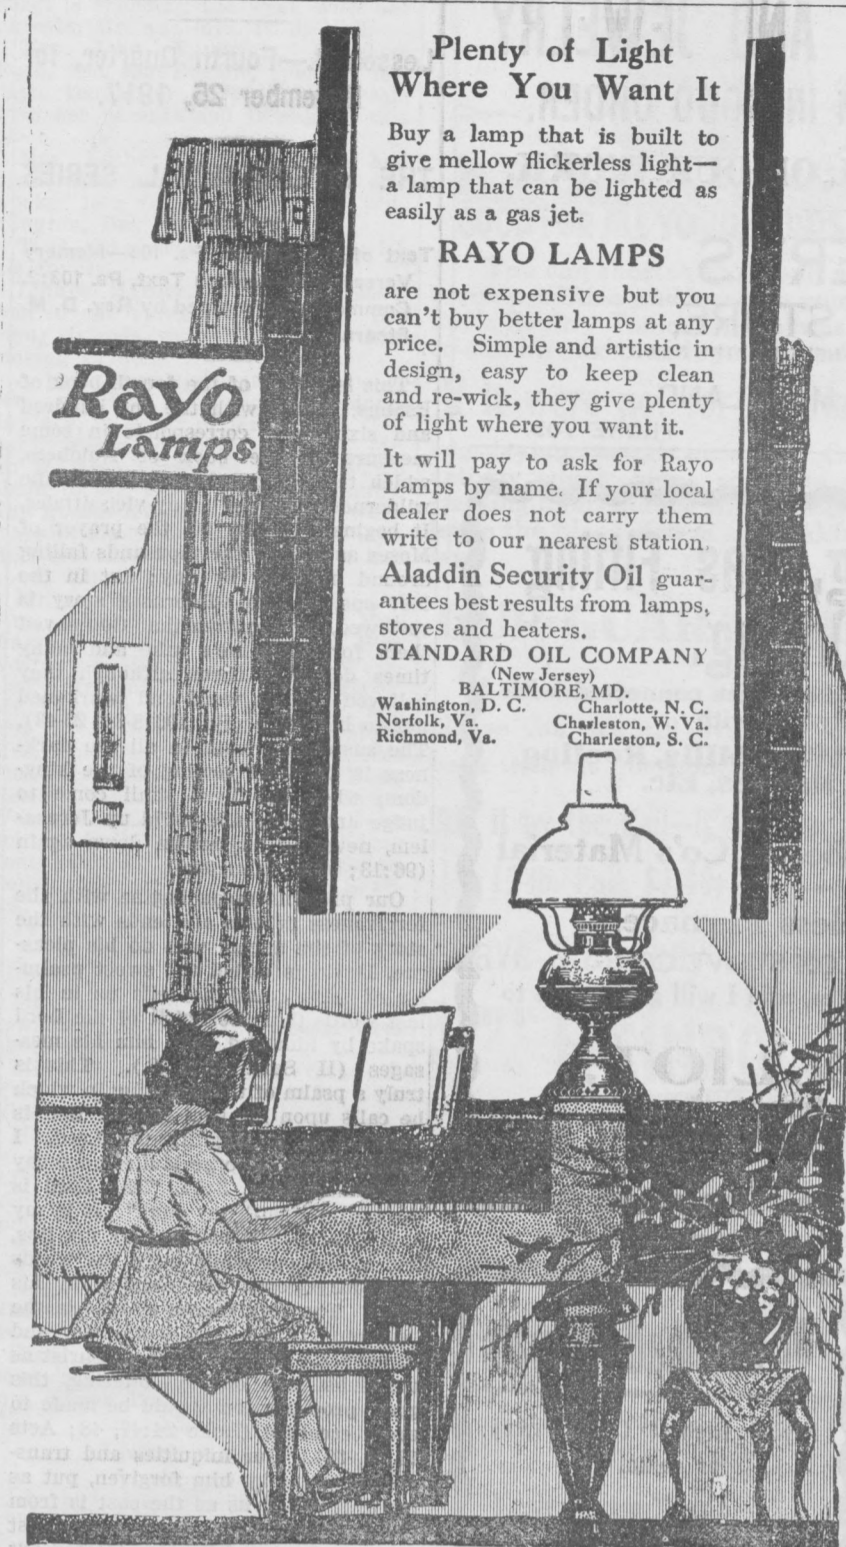 Plenty of Light
Where You Want It
Buy a lamp that is built to
give mellow flickerless light—
a lamp that can be lighted as
easily as a gas jet.
RAYO LAMPS
are not expensive but you
can't buy better lamps at any
price. Simple and artistic in
design, easy to keep clean
and re-wick, they give plenty
of light where you want it.
It will pay to ask for Rayo
Lamps by name. If your local
dealer does not carry them
write to our nearest station.
Aladdin Security Oil guar-
antees best results from lamps,
stoves and heaters.
STANDARD OIL COMPANY
(New Jersey)
BALTIMORE, MD.
Washington, D. C. Charlotte, N. C.
Norfolk, Va. Charleston, W. Va.
Richmond, Va. Charleston, S. C.
Rayo
Lamps